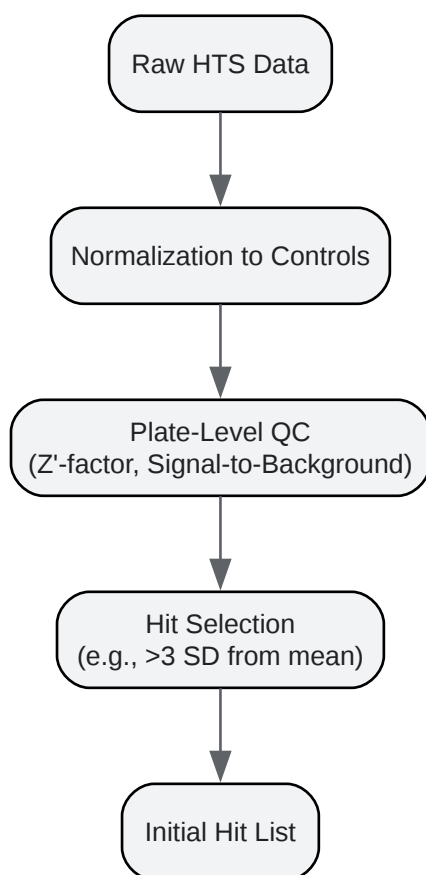 Raw HTS Data
Normalization to Controls
Plate-Level QC
(Z'-factor, Signal-to-Background)
Hit Selection
(e.g., >3 SD from mean)
Initial Hit List